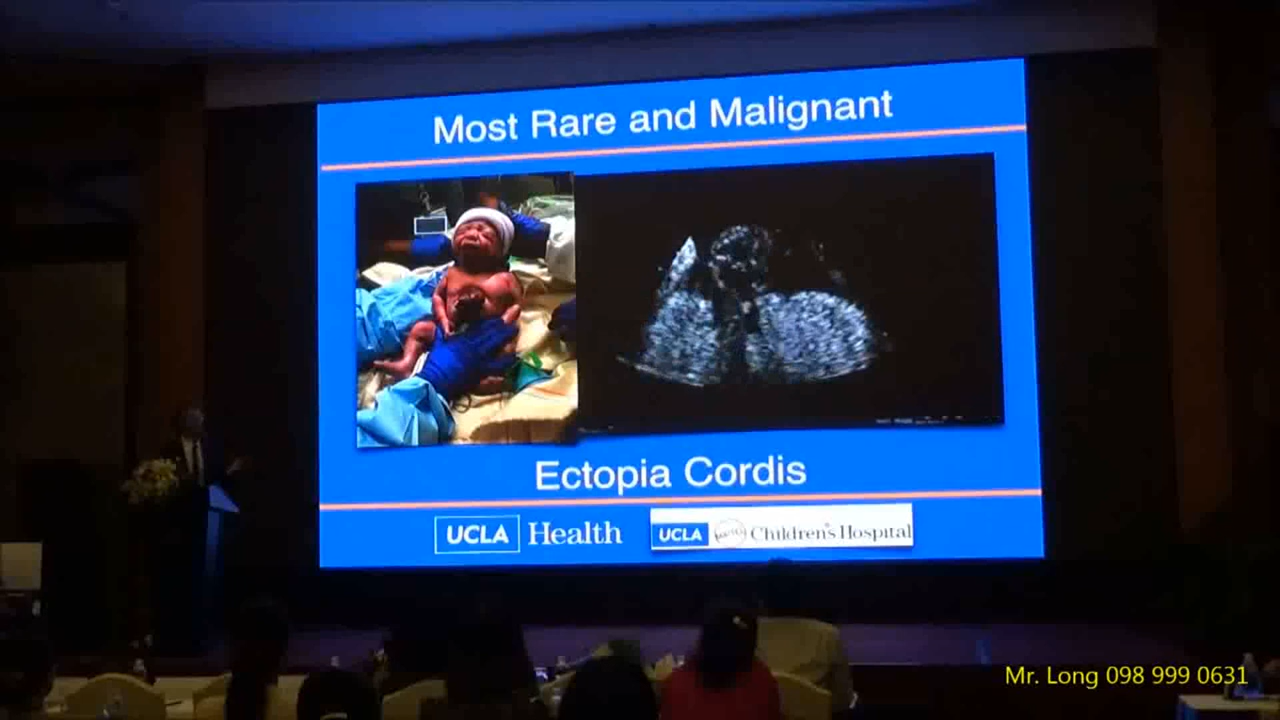 Most Rare and Malignant
Ectopia Cordis
UCLA Health
UCLA Children's Hospital
Mr. Long 098 999 0631